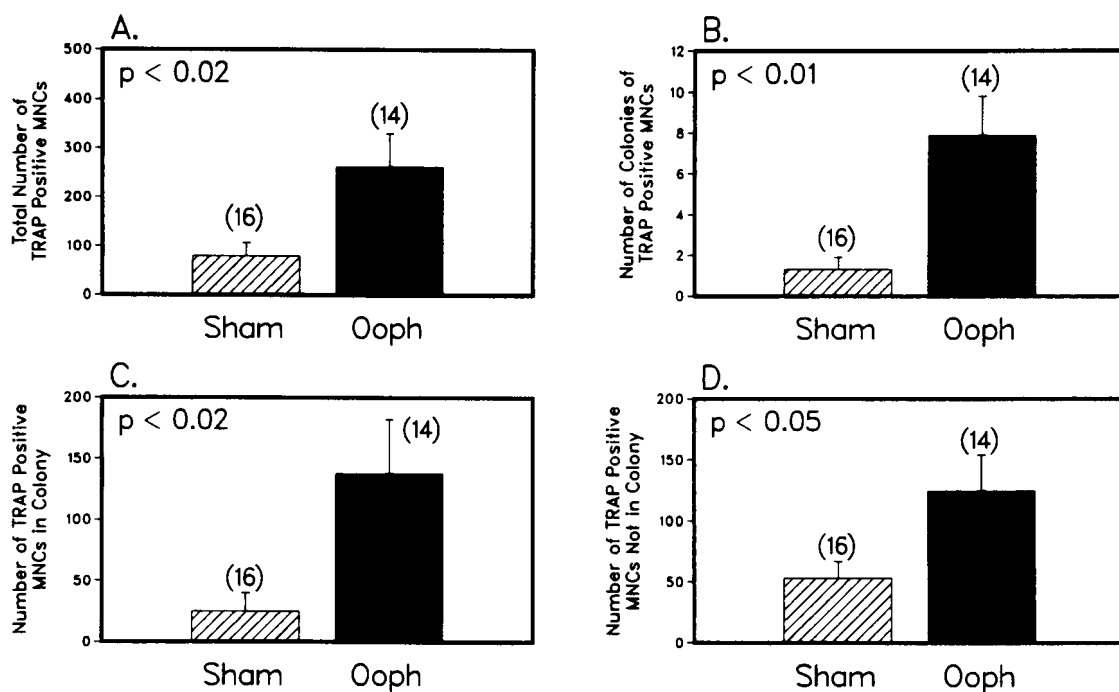 A.
p < 0.02
Total Number of
TRAP Positive MNCs
500
400
300
200
100
0
(16)
(14)
Sham
Ooph
B.
p < 0.01
Number of Colonies of
TRAP Positive MNCs
12
10
8
6
4
2
0
(16)
(14)
Sham
Ooph
C.
p < 0.02
Number of TRAP Positive
MNCs in Colony
200
150
100
50
0
(16)
(14)
Sham
Ooph
D.
p < 0.05
Number of TRAP Positive
MNCs Not in Colony
200
150
100
50
0
(16)
(14)
Sham
Ooph